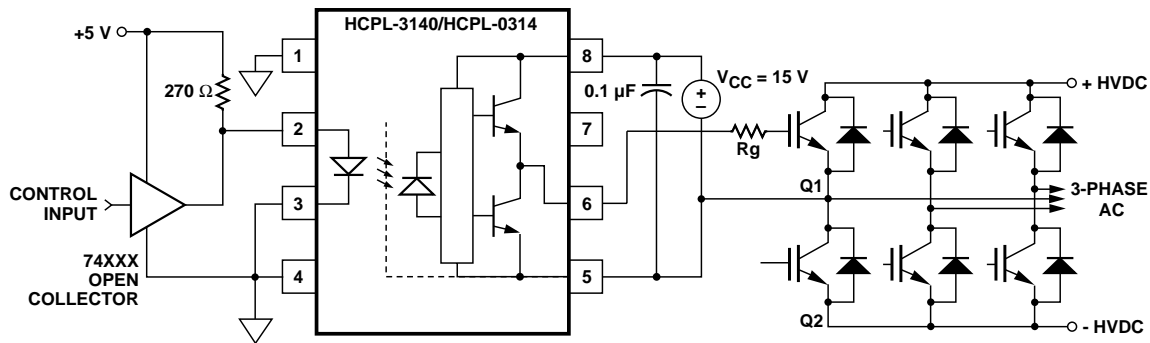 HCPL-3140/HCPL-0314
+5 V
1
8
270 Ω
0.1 µF
+
–
VCC = 15 V
+ HVDC
2
7
Rg
CONTROL
INPUT
3
6
Q1
3-PHASE
AC
74XXX
OPEN
COLLECTOR
4
5
Q2
- HVDC